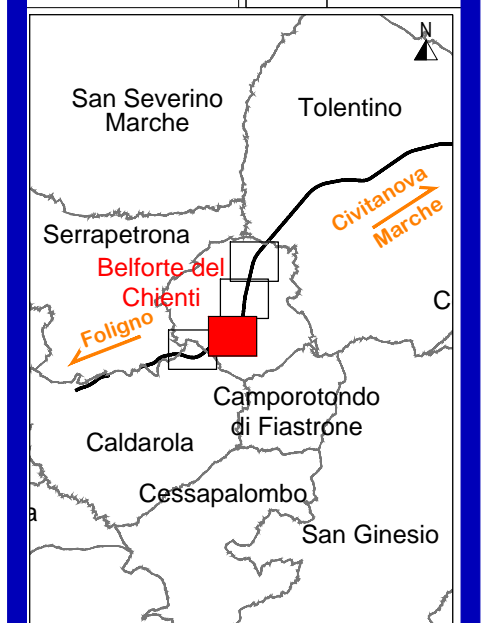 N
San Severino
Marche
Tolentino
Civitanova
Marche
Serrapetrona
Belforte del
Chienti
C
Foligno
Camporotondo
di Fiastrone
Caldarola
Cessapalombo
a
San Ginesio